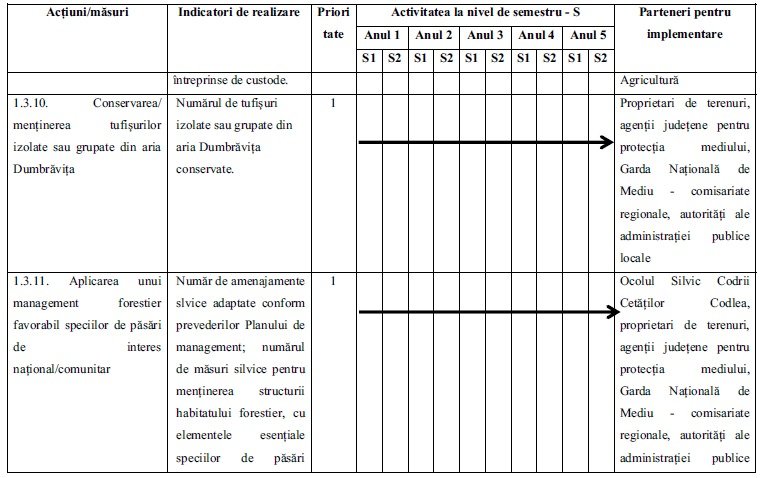 Acțiuni/măsuri
Indicatori de realizare
Priori
tate
Activitatea la nivel de semestru - S
Anul 1 Anul 2 Anul 3 Anul 4 Anul 5
S1 S2 S1 S2 S1 S2 S1 S2 S1 S2
Parteneri pentru
implementare
întreprinse de custode.
Agricultură
1.3.10. Conservarea/
menținerea tufișurilor
izolate sau grupate din aria
Dumbrăvița
Numărul de tufișuri
izolate sau grupate din
aria Dumbrăvița
conservate.
1
Proprietari de terenuri,
agenții județene pentru
protecția mediului,
Garda Națională de
Mediu - comisariate
regionale, autorități ale
administrației publice
locale
1.3.11. Aplicarea unui
management forestier
favorabil speciilor de păsări
de interes
național/comunitar
Număr de amenajamente
slvice adaptate conform
prevederilor Planului de
management; numărul
de măsuri silvice pentru
menținerea structurii
habitatului forestier, cu
elementele esențiale
speciilor de păsări
1
Ocolul Silvic Codrii
Cetăților Codlea,
proprietari de terenuri,
agenții județene pentru
protecția mediului,
Garda Națională de
Mediu - comisariate
regionale, autorități ale
administrației publice